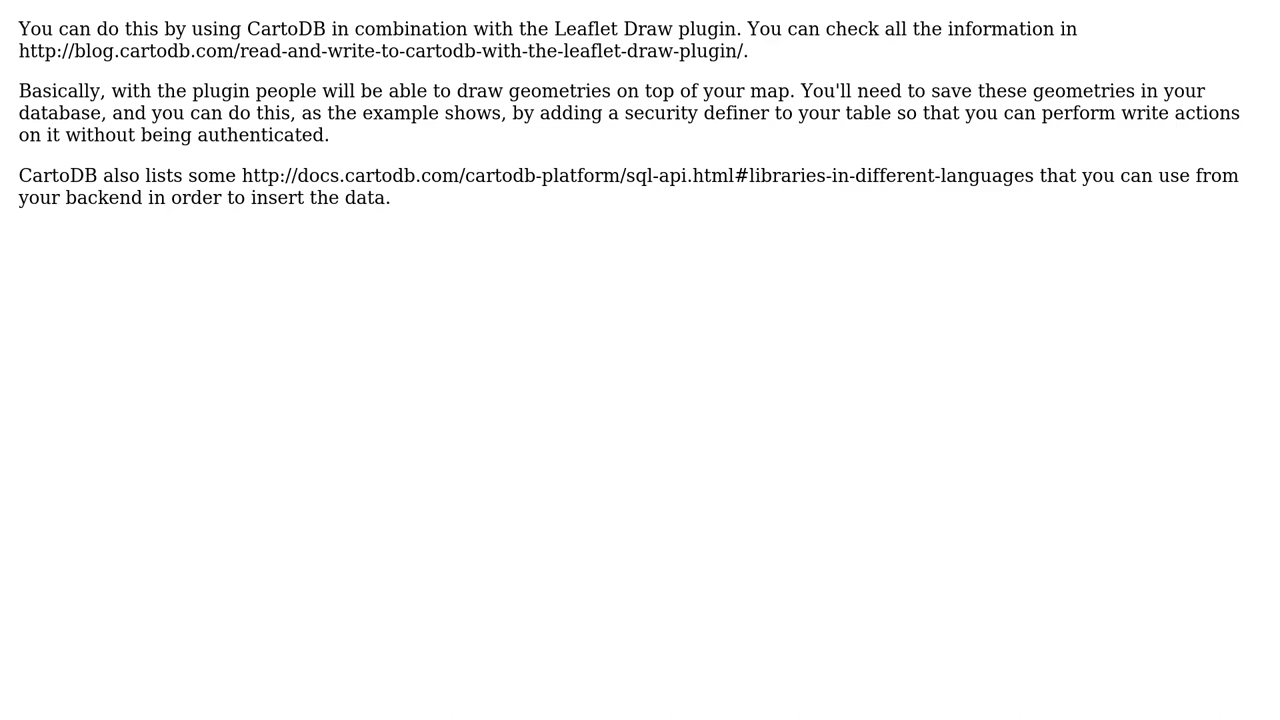 You can do this by using CartoDB in combination with the Leaflet Draw plugin. You can check all the information in
http://blog.cartodb.com/read-and-write-to-cartodb-with-the-leaflet-draw-plugin/.
Basically, with the plugin people will be able to draw geometries on top of your map. You'll need to save these geometries in your
database, and you can do this, as the example shows, by adding a security definer to your table so that you can perform write actions
on it without being authenticated.
CartoDB also lists some http://docs.cartodb.com/cartodb-platform/sql-api.html#libraries-in-different-languages that you can use from
your backend in order to insert the data.